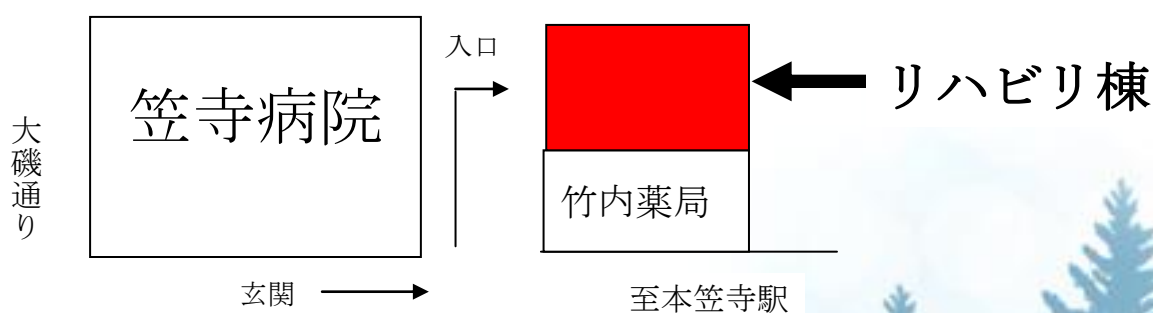 入口
リハビリ棟
笠寺病院
大磯通り
竹内薬局
玄関
至本笠寺駅